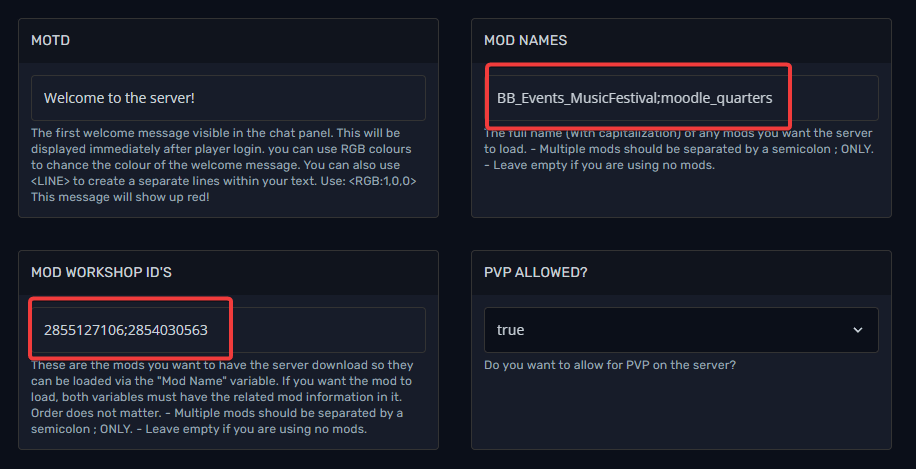 MOTD
Welcome to the server!
The first welcome message visible in the chat panel. This will be
displayed immediately after player login. you can use RGB colours
to chance the colour of the welcome message. You can also use
<LINE> to create a separate lines within your text. Use: <RGB:1,0,0>
This message will show up red!
MOD NAMES
BB_Events_MusicFestival;moodle_quarters
The full name (with capitalization) of any mods you want the server
to load. - Multiple mods should be separated by a semicolon ; ONLY.
- Leave empty if you are using no mods.
MOD WORKSHOP ID'S
2855127106;2854030563
These are the mods you want to have the server download so they
can be loaded via the "Mod Name" variable. If you want the mod to
load, both variables must have the related mod information in it.
Order does not matter. - Multiple mods should be separated by a
semicolon ; ONLY. - Leave empty if you are using no mods.
PVP ALLOWED?
true
Do you want to allow for PVP on the server?